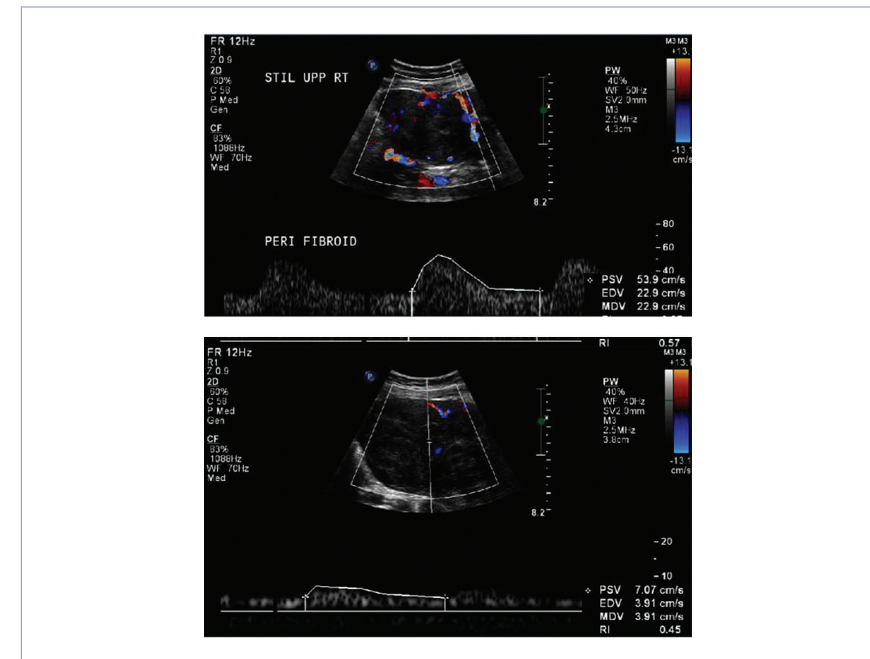 FR 12Hz
R1
Z 0.9
2D
60%
C 58
P Med
Gen
CF
83%
1088Hz
WF 70Hz
Med
STIL UPP RT
P
PW
40%
WF 50Hz
SV2.0mm
M3
2.5MHz
4.3cm
M3 M3
+13.
-13.1
cm/s
8.2
PERI FIBROID
-80
-60
-40
PSV 53.9 cm/s
EDV 22.9 cm/s
MDV 22.9 cm/s
RI 0.57
FR 12Hz
R1
Z 0.9
2D
60%
C 58
P Med
Gen
CF
83%
1088Hz
WF 70Hz
Med
P
PW
40%
WF 40Hz
SV2.0mm
M3
2.5MHz
3.8cm
M3 M3
+13.1
-13.1
cm/s
8.2
-20
-10
PSV 7.07 cm/s
EDV 3.91 cm/s
MDV 3.91 cm/s
RI 0.45